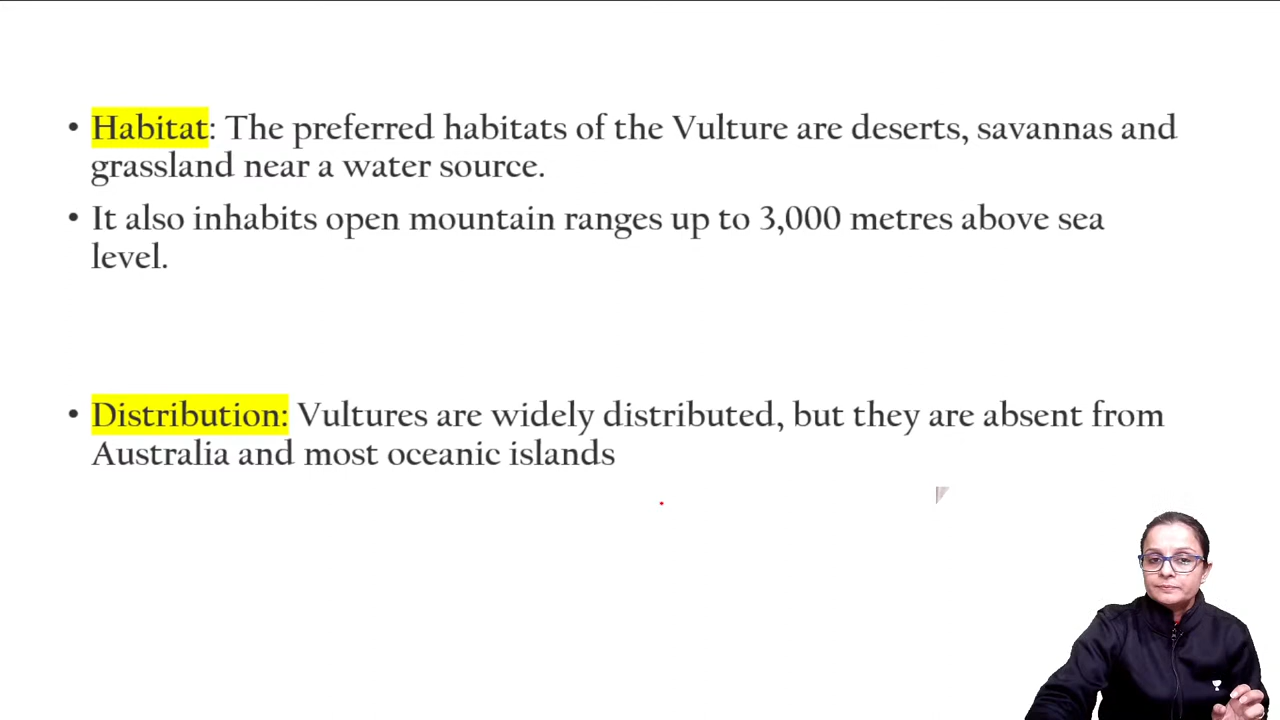 • Habitat: The preferred habitats of the Vulture are deserts, savannas and
grassland near a water source.
• It also inhabits open mountain ranges up to 3,000 metres above sea
level.
• Distribution: Vultures are widely distributed, but they are absent from
Australia and most oceanic islands